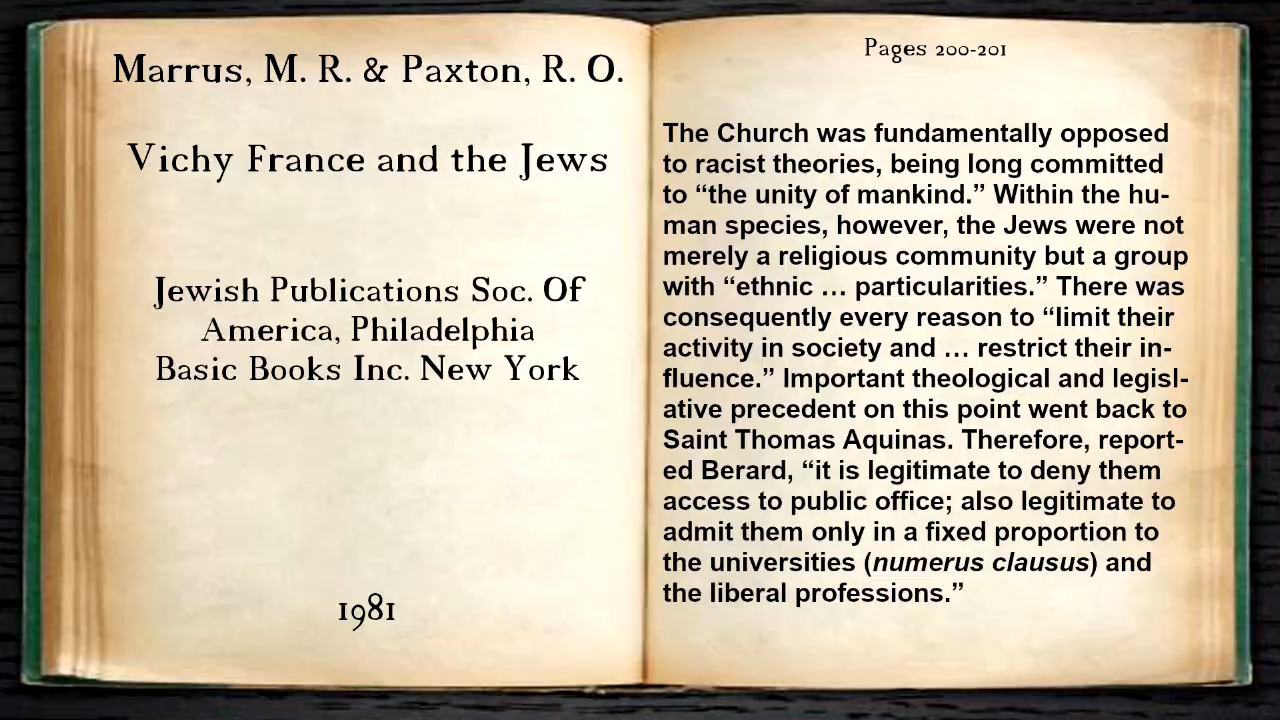 Marrus, M. R. & Paxton, R. O.
Vichy France and the Jews
Jewish Publications Soc. Of
America, Philadelphia
Basic Books Inc. New York
1981
Pages 200-201
The Church was fundamentally opposed
to racist theories, being long committed
to “the unity of mankind.” Within the hu-
man species, however, the Jews were not
merely a religious community but a group
with “ethnic … particularities.” There was
consequently every reason to “limit their
activity in society and … restrict their in-
fluence.” Important theological and legisl-
ative precedent on this point went back to
Saint Thomas Aquinas. Therefore, report-
ed Berard, “it is legitimate to deny them
access to public office; also legitimate to
admit them only in a fixed proportion to
the universities (numerus clausus) and
the liberal professions.”